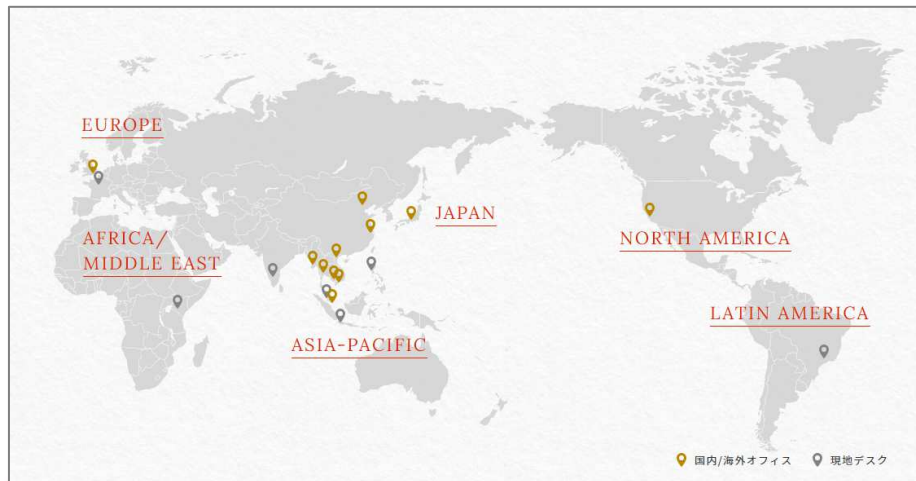 EUROPE
JAPAN
AFRICA/
MIDDLE EAST
NORTH AMERICA
LATIN AMERICA
ASIA-PACIFIC
国内/海外オフィス
現地デスク